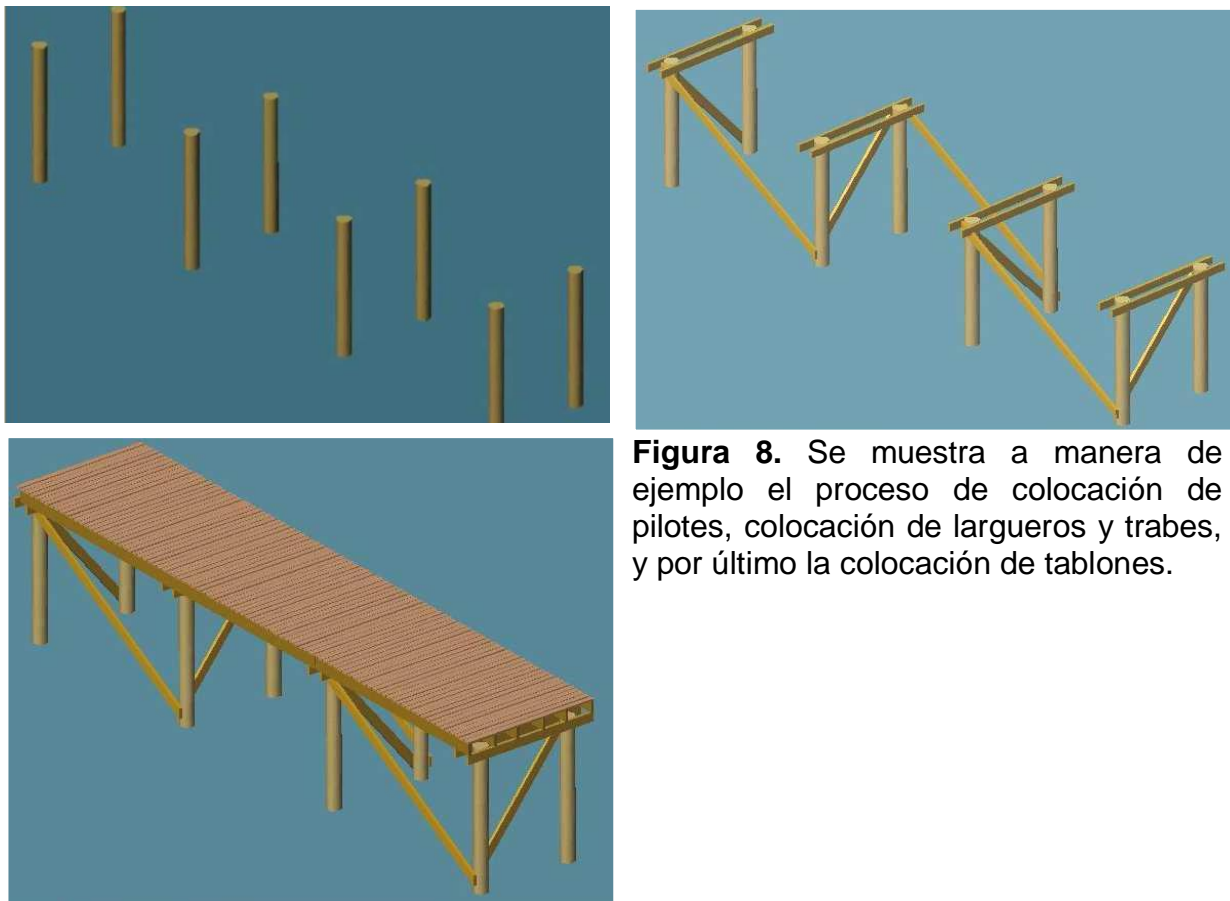 Figura 8. Se muestra a manera de
ejemplo el proceso de colocación de
pilotes, colocación de largueros y trabes,
y por último la colocación de tablones.